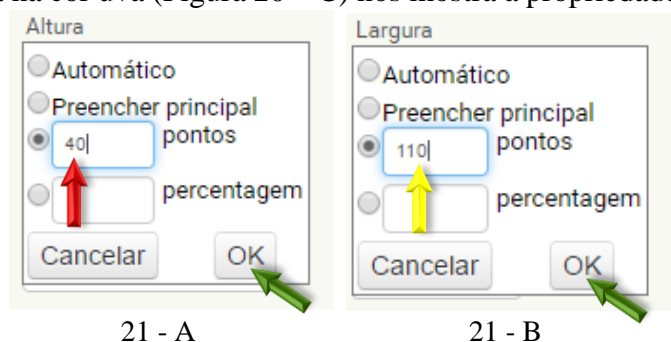 na cor uva (Figura 20 – C) nos mostra a propriedade
Altura
Automático
Preencher principal
40 pontos
percentagem
Cancelar OK
21 - A
Largura
Automático
Preencher principal
110 pontos
percentagem
Cancelar OK
21 - B